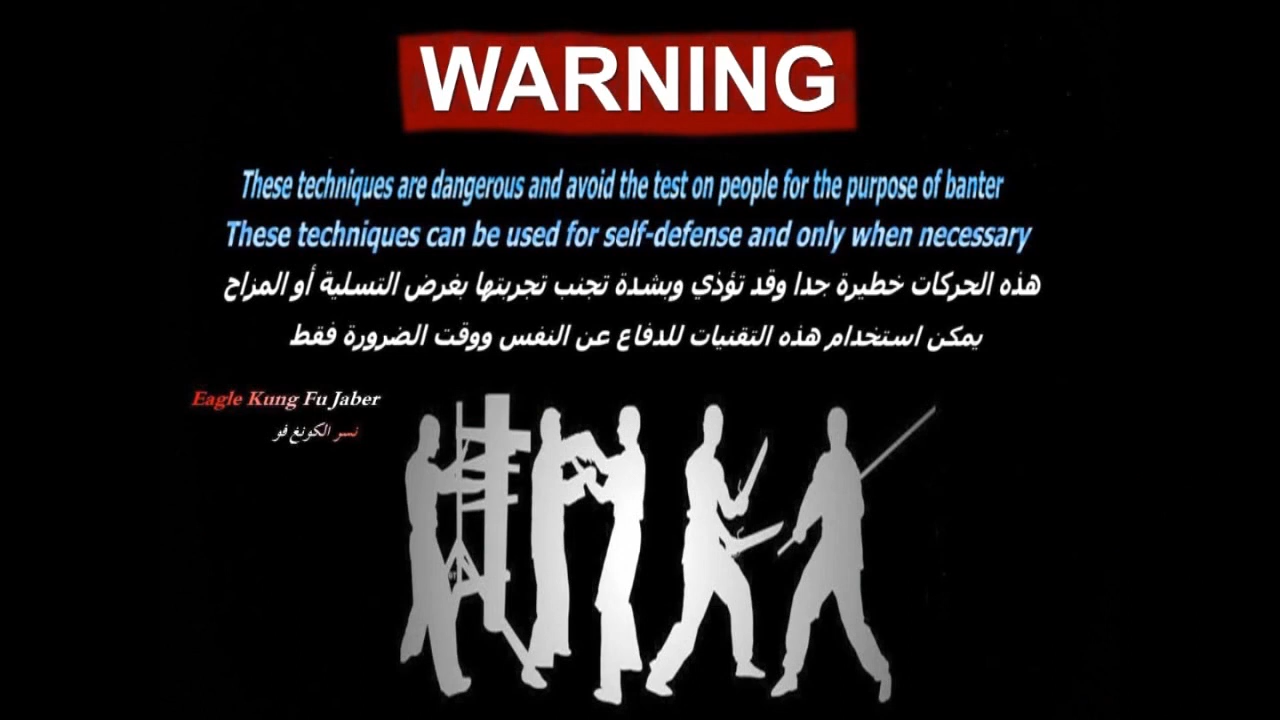 WARNING
These techniques are dangerous and avoid the test on people for the purpose of banter
These techniques can be used for self-defense and only when necessary
هذه الحركات خطيرة جدا وقد تؤذي وبشدة تجنب تجربتها بغرض التسلية أو المزاح
يمكن استخدام هذه التقنيات للدفاع عن النفس ووقت الضرورة فقط
Eagle Kung Fu Jaber
نسر الكونغ فو